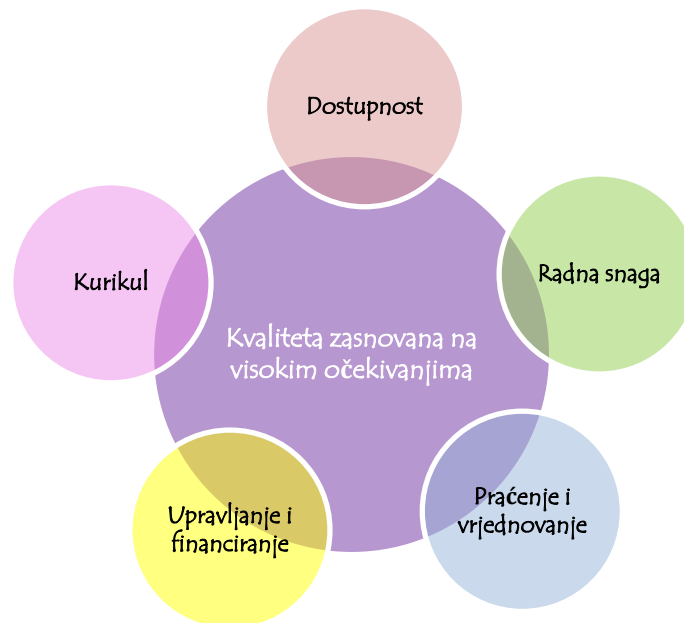 Dostupnost
Radna snaga
Kurikul
Kvaliteta zasnovana na
visokim očekivanjima
Praćenje i
vrjednovanje
Upravljanje i
financiranje